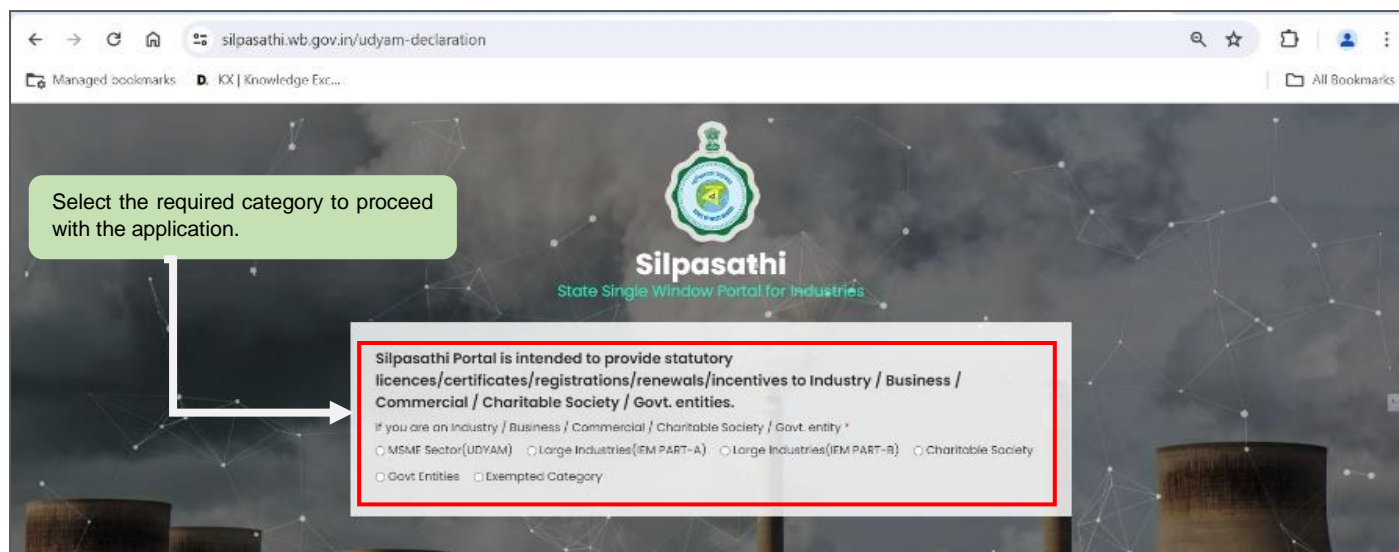 silpasathi.wb.gov.in/udyam-declaration
Managed bookmarks D. KX | Knowledge Exc... All Bookmarks
Select the required category to proceed
with the application.
Silpasathi
State Single Window Portal for Industries
Silpasathi Portal is intended to provide statutory
licences/certificates/registrations/renewals/incentives to Industry / Business /
Commercial / Charitable Society / Govt. entities.
If you are an Industry / Business / Commercial / Charitable Society / Govt. entity *
MSME Sector(UDYAM) Large Industries(IEM PART-A) Large Industries(IEM PART-B) Charitable Society
Govt Entities Exempted Category